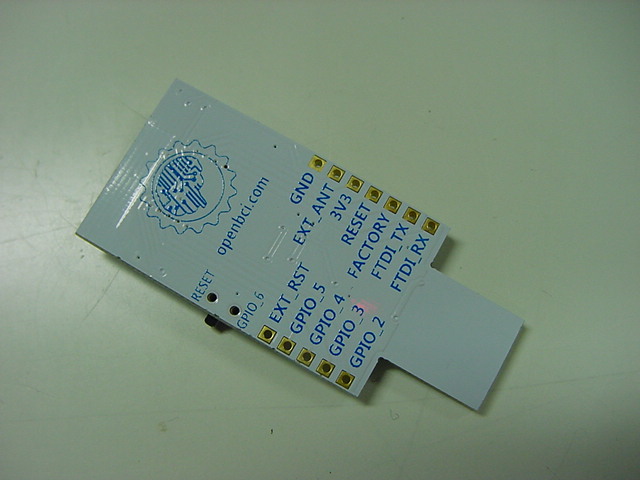 openbci.com
GND
EXT_ANT
3V3
RESET
FACTORY
FTDI_TX
FTDI_RX
RESET
GPIO_6
EXT_RST
GPIO_5
GPIO_4
GPIO_3
GPIO_2